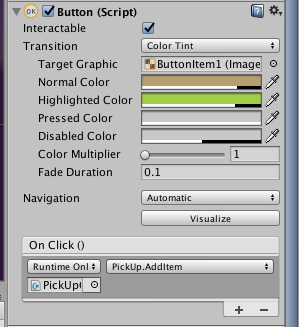 OK Button (Script)
Interactable
Transition Color Tint
Target Graphic ButtonItem1 (Image
Normal Color
Highlighted Color
Pressed Color
Disabled Color
Color Multiplier 1
Fade Duration 0.1
Navigation Automatic
Visualize
On Click ()
Runtime Onl PickUp.AddItem
PickUp(
+ −